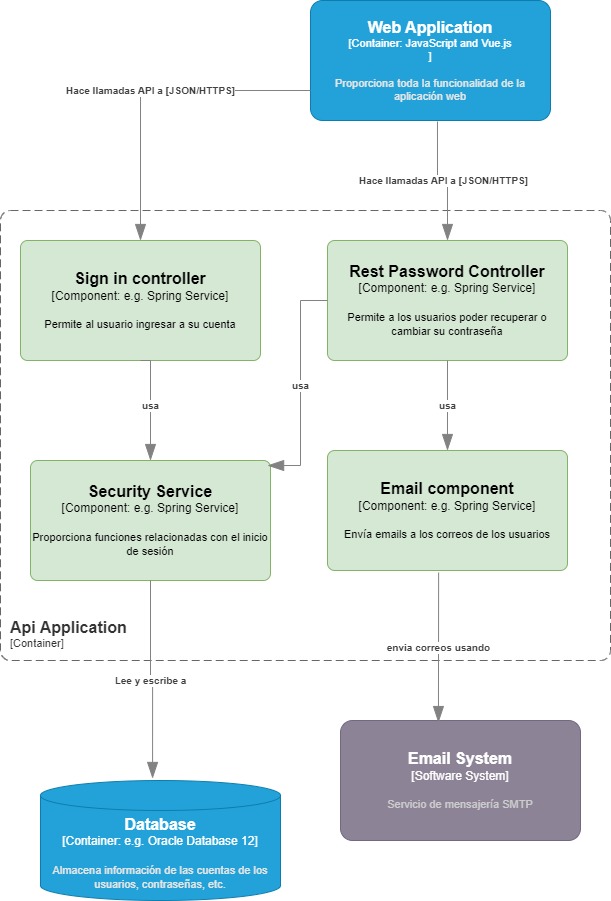 Web Application
[Container: JavaScript and Vue.js
]
Proporciona toda la funcionalidad de la
aplicación web
Hace llamadas API a [JSON/HTTPS]
Hace llamadas API a [JSON/HTTPS]
Sign in controller
[Component: e.g. Spring Service]
Permite al usuario ingresar a su cuenta
Rest Password Controller
[Component: e.g. Spring Service]
Permite a los usuarios poder recuperar o
cambiar su contraseña
usa
usa
usa
Security Service
[Component: e.g. Spring Service]
Proporciona funciones relacionadas con el inicio
de sesión
Email component
[Component: e.g. Spring Service]
Envía emails a los correos de los usuarios
Api Application
[Container]
envia correos usando
Lee y escribe a
Email System
[Software System]
Servicio de mensajería SMTP
Database
[Container: e.g. Oracle Database 12]
Almacena información de las cuentas de los
usuarios, contraseñas, etc.